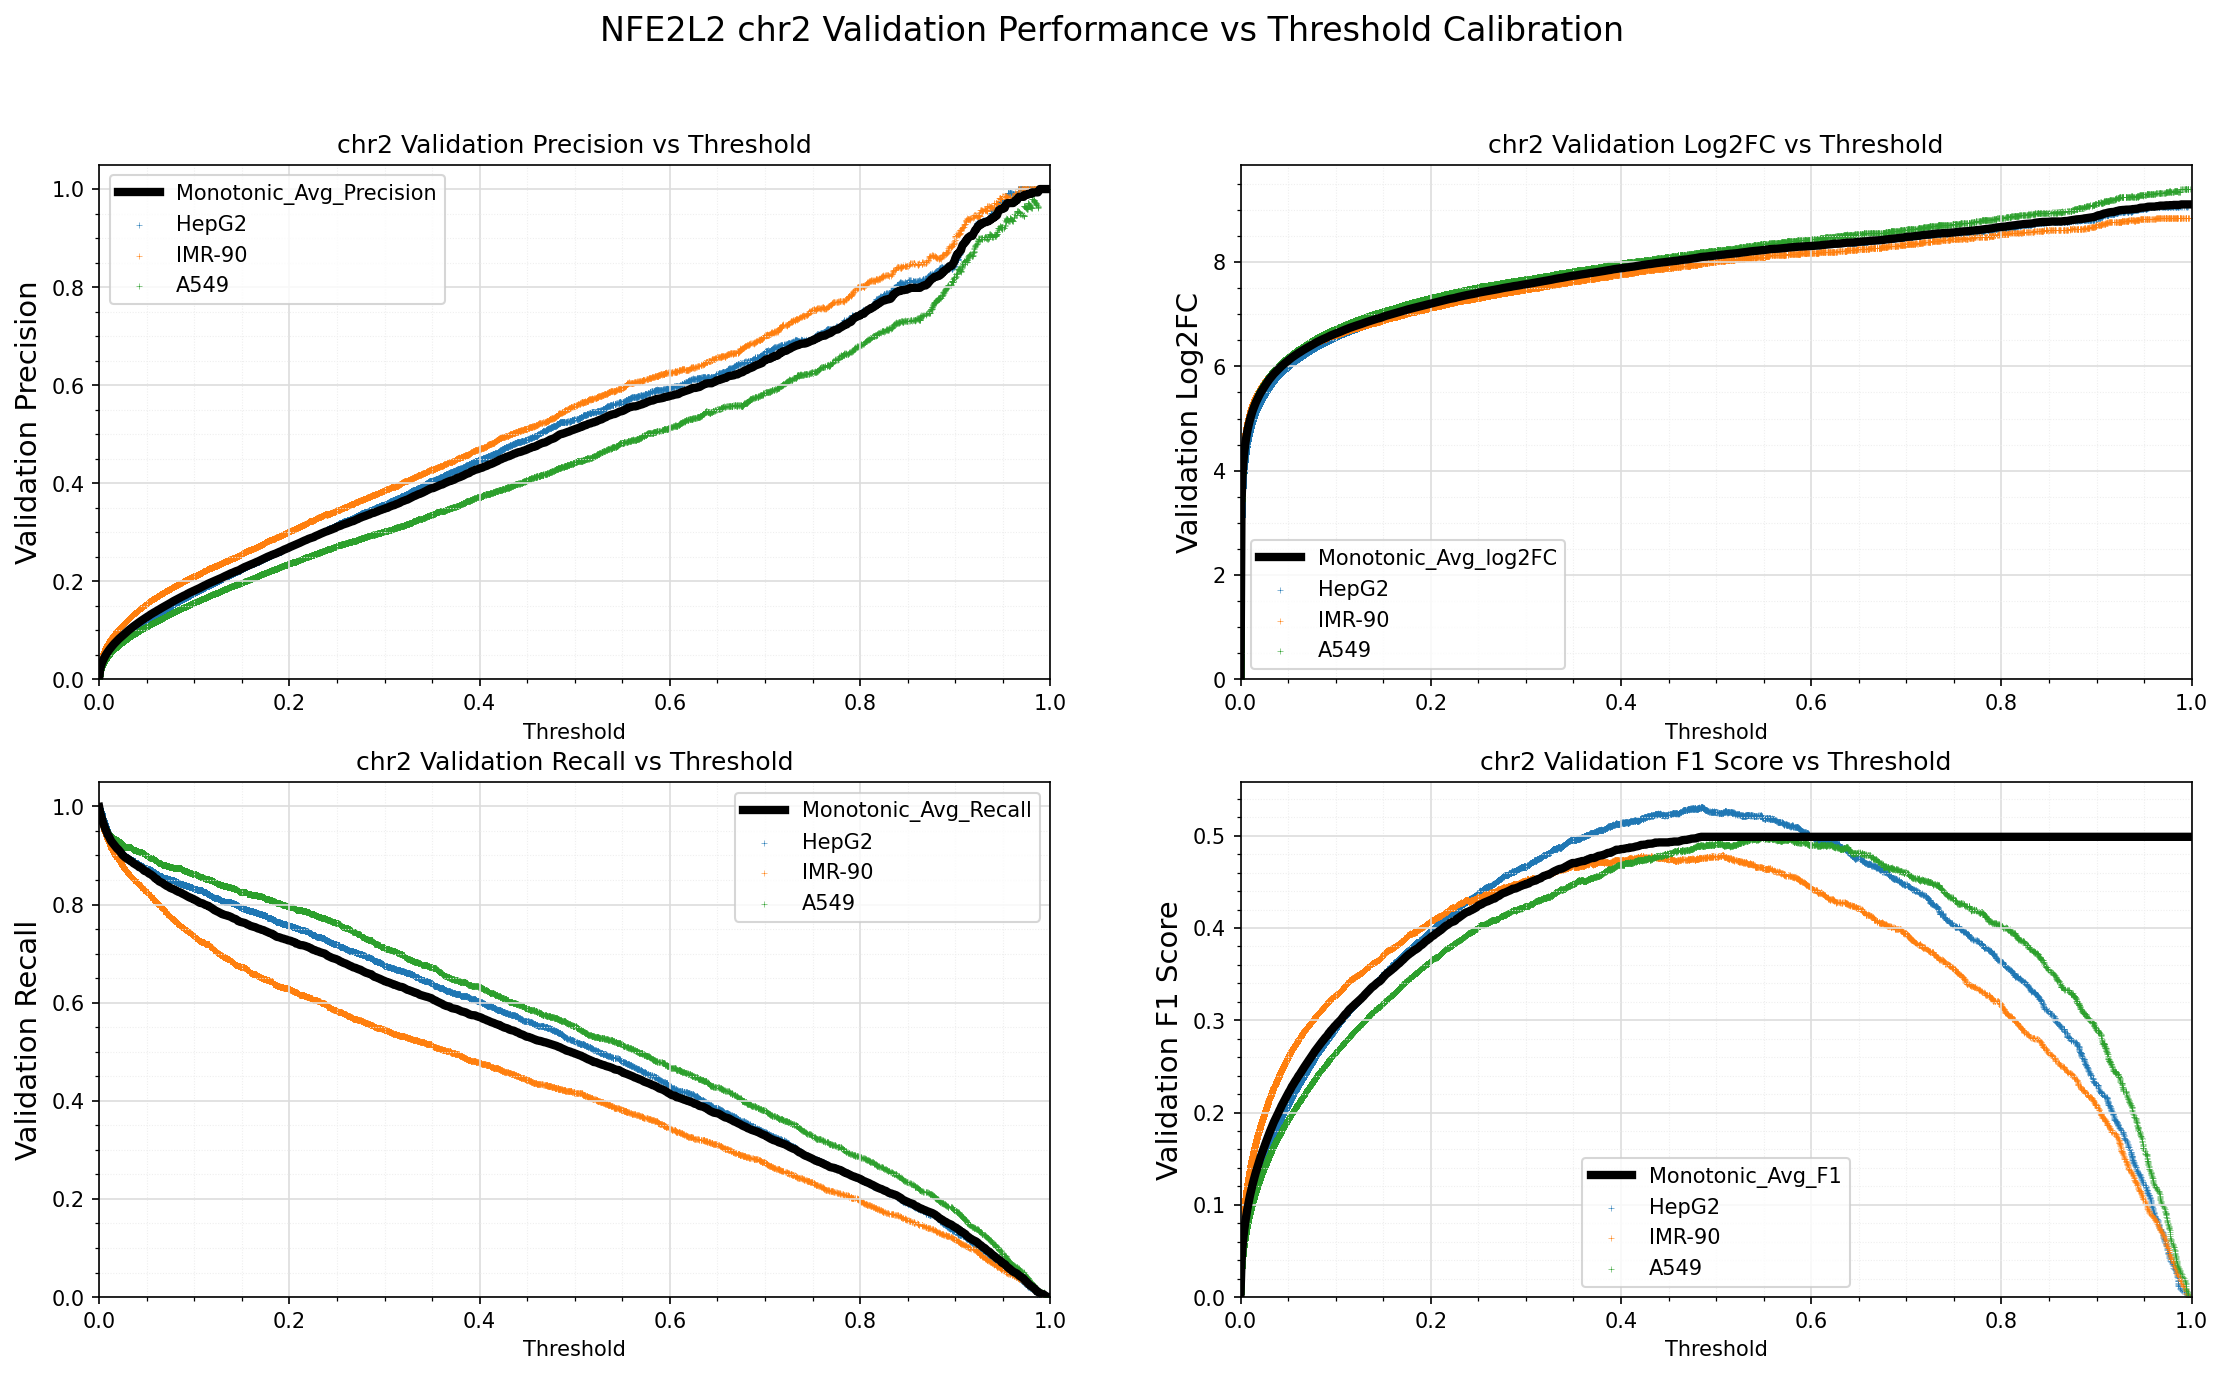 NFE2L2 chr2 Validation Performance vs Threshold Calibration
chr2 Validation Precision vs Threshold
Validation Precision
1.0
0.8
0.6
0.4
0.2
0.0
Monotonic_Avg_Precision
HepG2
IMR-90
A549
0.0 0.2 0.4 0.6 0.8 1.0
Threshold
chr2 Validation Log2FC vs Threshold
Validation Log2FC
8
6
4
2
0
Monotonic_Avg_log2FC
HepG2
IMR-90
A549
0.0 0.2 0.4 0.6 0.8 1.0
Threshold
chr2 Validation Recall vs Threshold
Validation Recall
1.0
0.8
0.6
0.4
0.2
0.0
Monotonic_Avg_Recall
HepG2
IMR-90
A549
0.0 0.2 0.4 0.6 0.8 1.0
Threshold
chr2 Validation F1 Score vs Threshold
Validation F1 Score
0.5
0.4
0.3
0.2
0.1
0.0
Monotonic_Avg_F1
HepG2
IMR-90
A549
0.0 0.2 0.4 0.6 0.8 1.0
Threshold